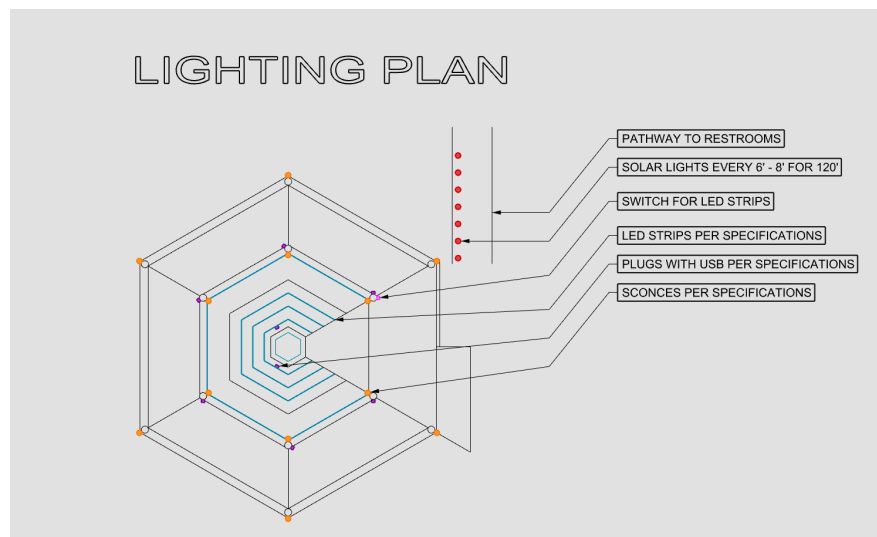 LIGHTING PLAN
PATHWAY TO RESTROOMS
SOLAR LIGHTS EVERY 6' - 8' FOR 120'
SWITCH FOR LED STRIPS
LED STRIPS PER SPECIFICATIONS
PLUGS WITH USB PER SPECIFICATIONS
SCONCES PER SPECIFICATIONS